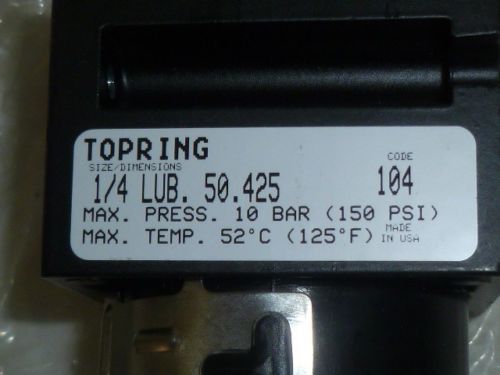 TOPRING
SIZE/DIMENSIONS CODE
1/4 LUB. 50.425 104
MAX. PRESS. 10 BAR (150 PSI)
MAX. TEMP. 52°C (125°F) MADE IN USA